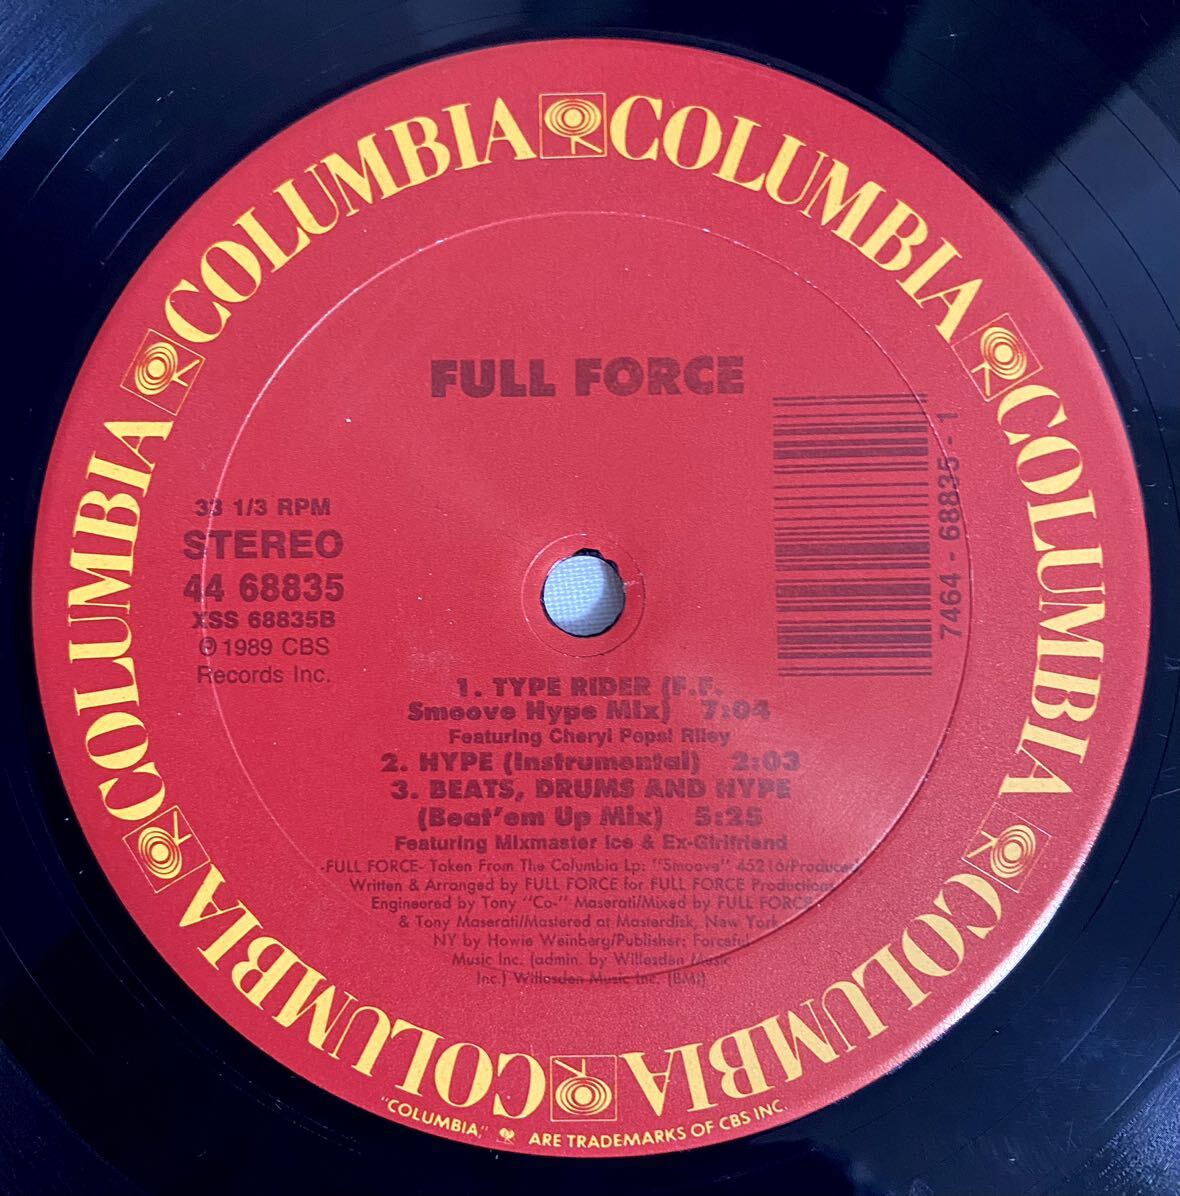 COLUMBIA COLUMBIA COLUMBIA COLUMBIA COLUMBIA COLUMBIA COLUMBIA COLUMBIA COLUMBIA COLUMBIA
FULL FORCE
33 1/3 RPM
STEREO
44 68835
XSS 68835B
℗ 1989 CBS
Records Inc.
7464 - 68835 - 1
1. TYPE RIDER (F.F.
Smoove Hype Mix) 7:04
Featuring Cheryl Pepsi Riley
2. HYPE (Instrumental) 2:03
3. BEATS, DRUMS AND HYPE
(Beat'em Up Mix) 5:25
Featuring Mixmaster Ice & Ex-Girlfriend
-FULL FORCE- Taken From The Columbia Lp: "Smoove" 45216/Produced
Written & Arranged by FULL FORCE for FULL FORCE Productions
Engineered by Tony "Co-" Maserati/Mixed by FULL FORCE
& Tony Maserati/Mastered at Masterdisk, New York
NY by Howie Weinberg/Publisher: Forceful
Music Inc. (admin. by Willesden Music
Inc.) Willesden Music Inc. (BMI)
"COLUMBIA," ARE TRADEMARKS OF CBS INC.